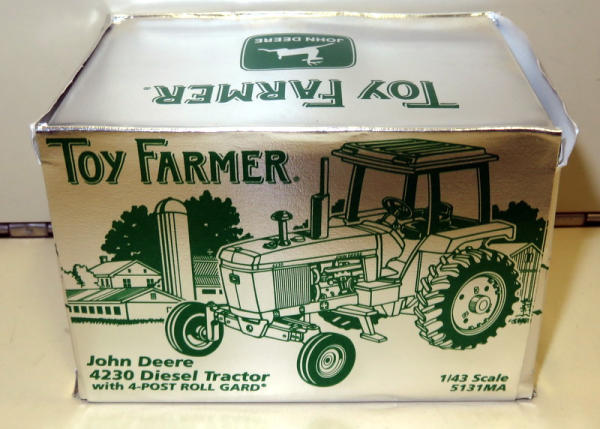 JOHN DEERE
TOY FARMER.
TOY FARMER®
John Deere
4230 Diesel Tractor
with 4-POST ROLL GARD®
1/43 Scale
5131MA